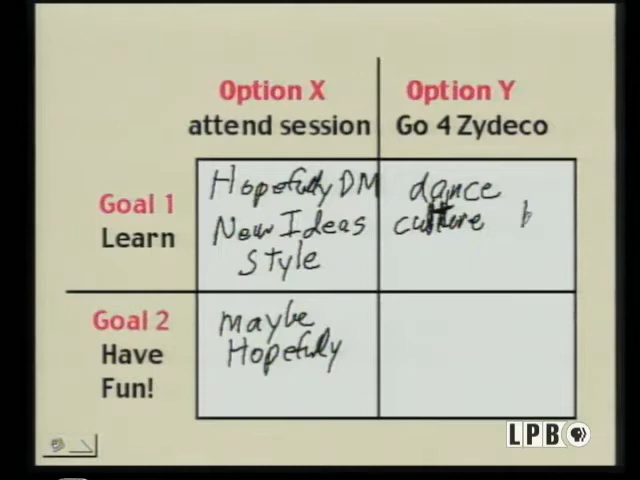 Option X
Option Y
attend session
Go 4 Zydeco
Goal 1
Learn
Hopefully DM
New Ideas
Style
dance
culture
Goal 2
Have
Fun!
maybe
Hopefully
LPB